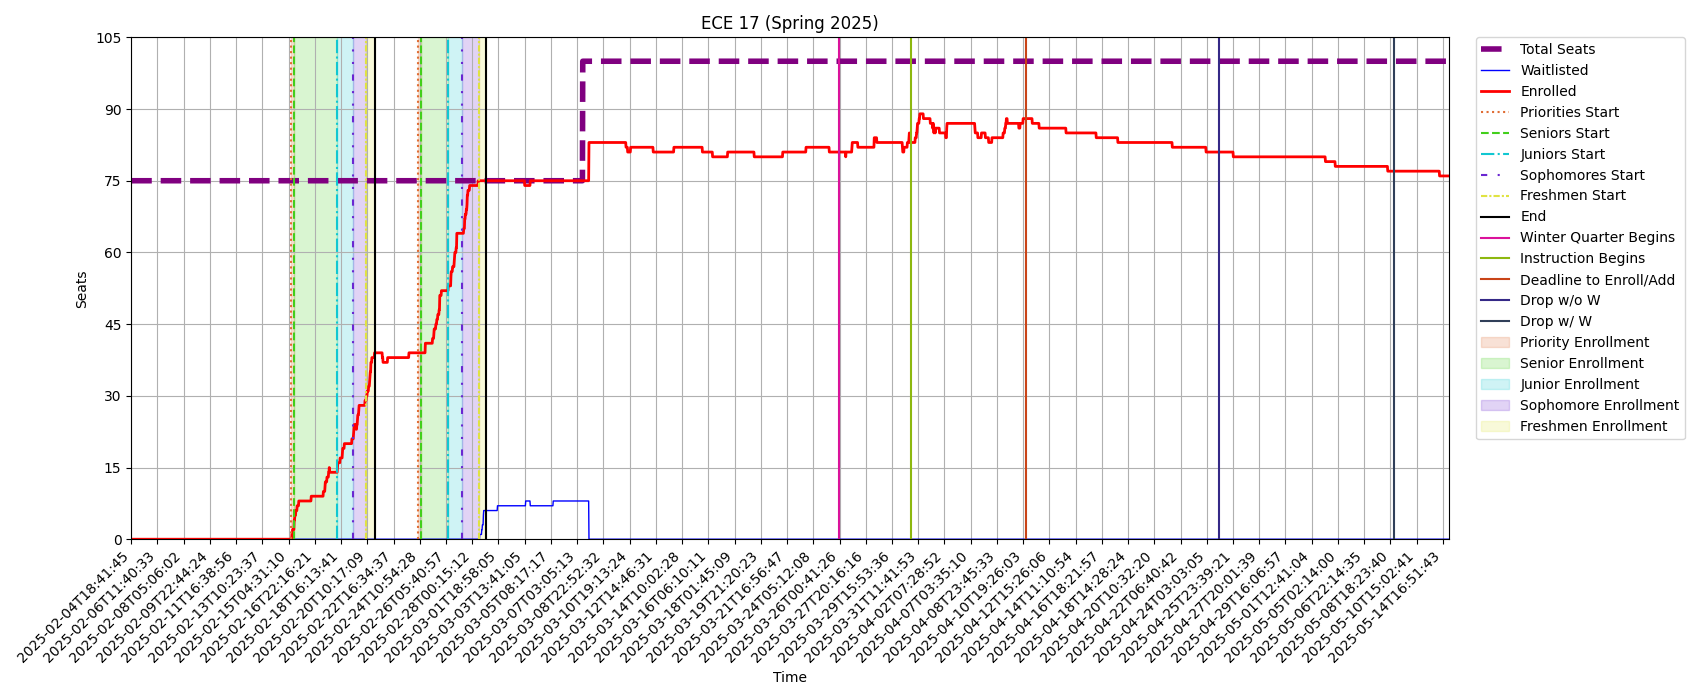 ECE 17 (Spring 2025)
105
90
75
60
45
30
15
0
Seats
2025-02-04T18:41:45
2025-02-06T11:40:33
2025-02-08T05:06:02
2025-02-09T22:44:24
2025-02-11T16:38:56
2025-02-13T10:23:37
2025-02-15T04:31:10
2025-02-16T22:16:21
2025-02-18T16:13:41
2025-02-20T10:17:09
2025-02-22T16:34:37
2025-02-24T10:54:28
2025-02-26T05:40:57
2025-02-28T00:15:12
2025-03-01T18:58:05
2025-03-03T13:41:05
2025-03-05T08:17:17
2025-03-07T03:05:13
2025-03-08T22:52:32
2025-03-10T19:13:24
2025-03-12T14:46:31
2025-03-14T10:02:28
2025-03-16T06:10:11
2025-03-18T01:45:09
2025-03-19T21:20:23
2025-03-21T16:56:47
2025-03-24T05:12:08
2025-03-26T00:41:26
2025-03-27T20:16:16
2025-03-29T15:53:36
2025-03-31T11:41:53
2025-04-02T07:28:52
2025-04-07T03:35:10
2025-04-08T23:45:33
2025-04-10T19:26:03
2025-04-12T15:26:06
2025-04-14T11:10:54
2025-04-16T18:21:57
2025-04-18T14:28:24
2025-04-20T10:32:20
2025-04-22T06:40:42
2025-04-24T03:03:05
2025-04-25T23:39:21
2025-04-27T20:01:39
2025-04-29T16:06:57
2025-05-01T12:41:04
2025-05-05T02:14:00
2025-05-06T22:14:35
2025-05-08T18:23:40
2025-05-10T15:02:41
2025-05-14T16:51:43
Time
Total Seats
Waitlisted
Enrolled
Priorities Start
Seniors Start
Juniors Start
Sophomores Start
Freshmen Start
End
Winter Quarter Begins
Instruction Begins
Deadline to Enroll/Add
Drop w/o W
Drop w/ W
Priority Enrollment
Senior Enrollment
Junior Enrollment
Sophomore Enrollment
Freshmen Enrollment